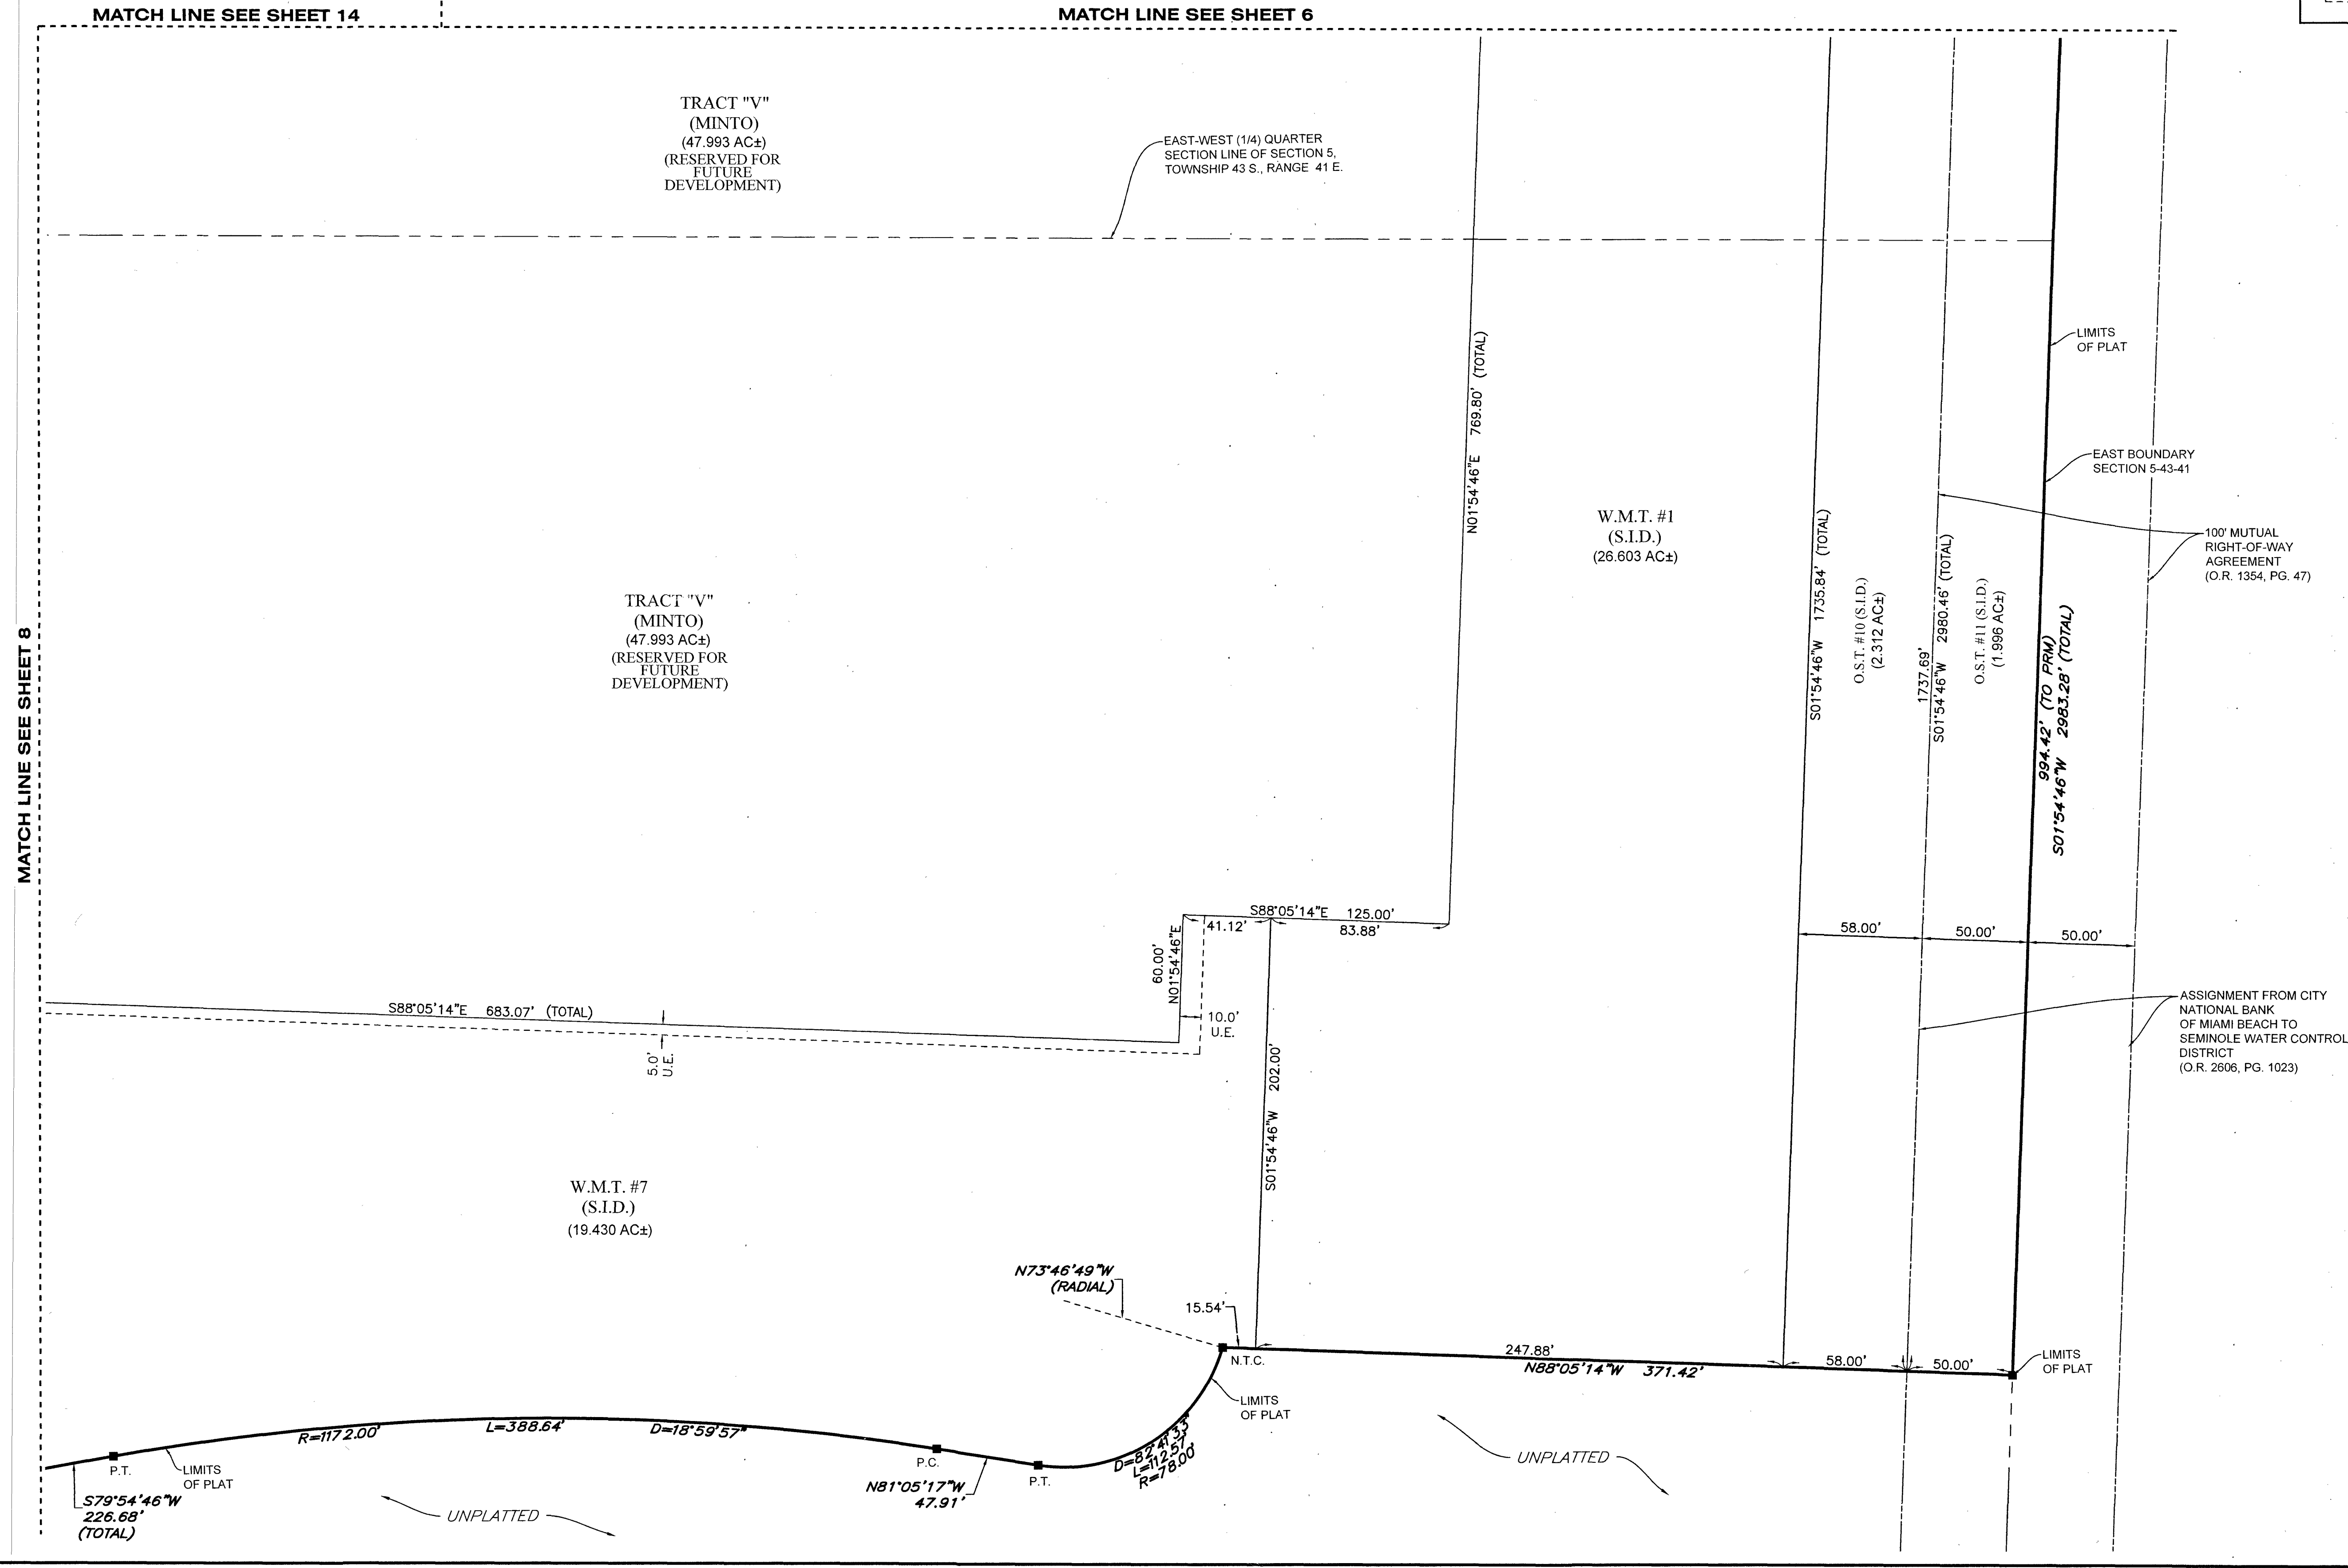 MATCH LINE SEE SHEET 14
MATCH LINE SEE SHEET 6
MATCH LINE SEE SHEET 8
TRACT "V"
(MINTO)
(47.993 AC±)
(RESERVED FOR
FUTURE
DEVELOPMENT)
EAST-WEST (1/4) QUARTER
SECTION LINE OF SECTION 5,
TOWNSHIP 43 S., RANGE 41 E.
LIMITS
OF PLAT
N01°54'46"E 769.80' (TOTAL)
EAST BOUNDARY
SECTION 5-43-41
W.M.T. #1
(S.I.D.)
(26.603 AC±)
S01°54'46"W 1735.84' (TOTAL)
O.S.T. #10 (S.I.D.)
(2.312 AC±)
1737.69'
S01°54'46"W 2980.46' (TOTAL)
O.S.T. #11 (S.I.D.)
(1.996 AC±)
994.42' (TO PRM)
S01°54'46"W 2983.28' (TOTAL)
100' MUTUAL
RIGHT-OF-WAY
AGREEMENT
(O.R. 1354, PG. 47)
TRACT "V"
(MINTO)
(47.993 AC±)
(RESERVED FOR
FUTURE
DEVELOPMENT)
S88°05'14"E 125.00'
41.12'
83.88'
60.00'
N01°54'46"E
58.00'
50.00'
50.00'
S88°05'14"E 683.07' (TOTAL)
10.0'
U.E.
5.0'
U.E.
S01°54'46"W 202.00'
ASSIGNMENT FROM CITY
NATIONAL BANK
OF MIAMI BEACH TO
SEMINOLE WATER CONTROL
DISTRICT
(O.R. 2606, PG. 1023)
W.M.T. #7
(S.I.D.)
(19.430 AC±)
N73°46'49"W
(RADIAL)
15.54'
N.T.C.
247.88'
N88°05'14"W 371.42'
58.00'
50.00'
LIMITS
OF PLAT
LIMITS
OF PLAT
D=82°41'33"
L=112.57'
R=78.00'
R=1172.00' L=388.64' D=18°59'57"
P.T.
LIMITS
OF PLAT
P.C.
P.T.
N81°05'17"W
47.91'
S79°54'46"W
226.68'
(TOTAL)
UNPLATTED
UNPLATTED